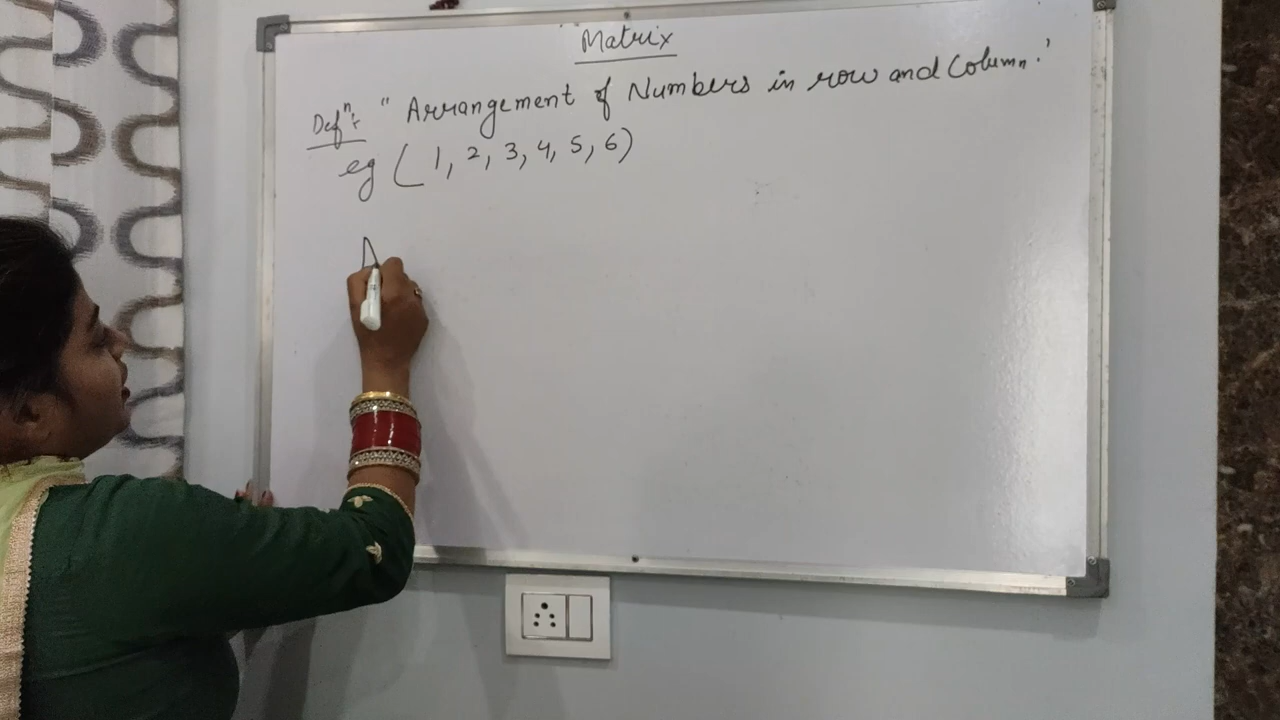 Matrix
Defⁿ:- " Arrangement of Numbers in row and Column."
eg ( 1, 2, 3, 4, 5, 6)